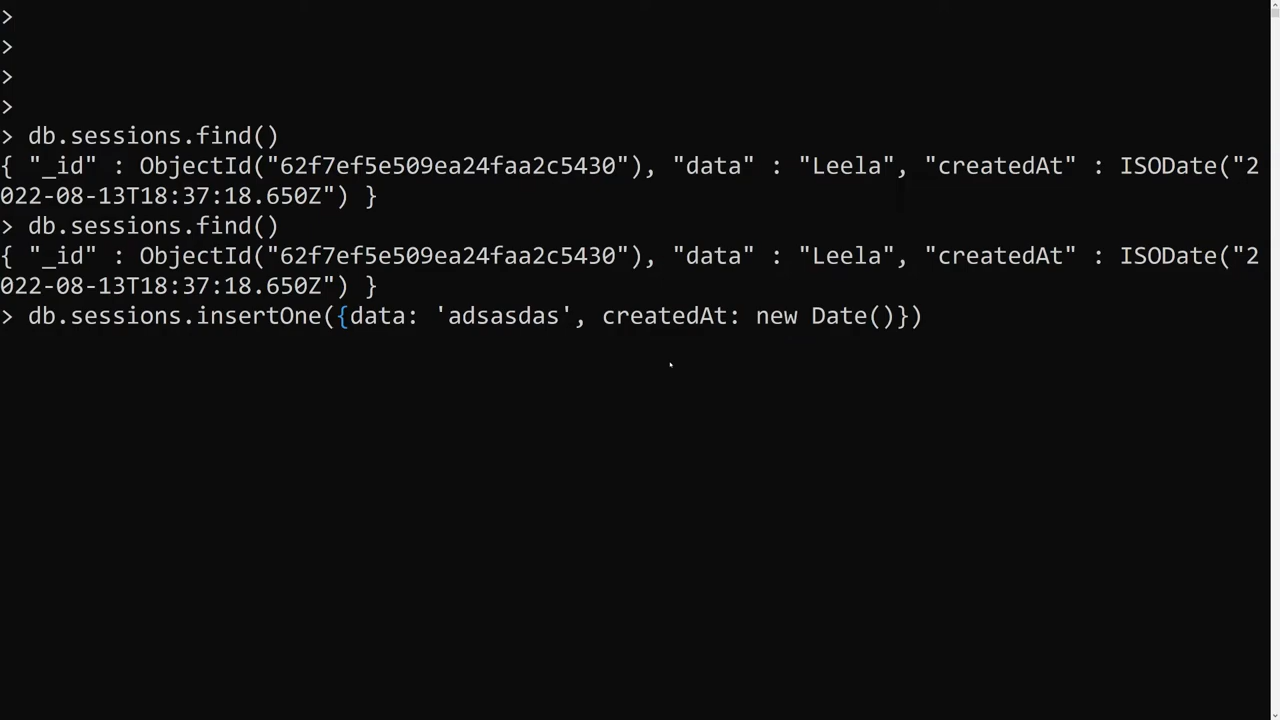 >
>
>
>
> db.sessions.find()
{ "_id" : ObjectId("62f7ef5e509ea24faa2c5430"), "data" : "Leela", "createdAt" : ISODate("2
022-08-13T18:37:18.650Z") }
> db.sessions.find()
{ "_id" : ObjectId("62f7ef5e509ea24faa2c5430"), "data" : "Leela", "createdAt" : ISODate("2
022-08-13T18:37:18.650Z") }
> db.sessions.insertOne({data: 'adsasdas', createdAt: new Date()})